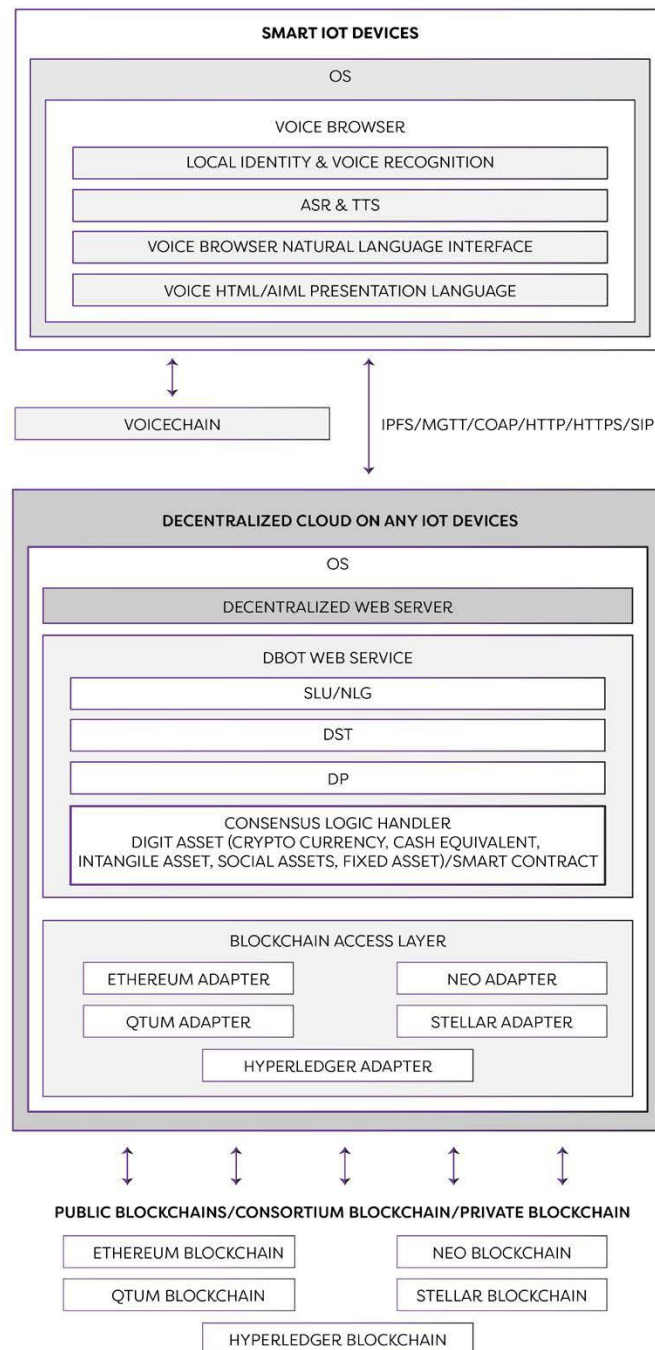 SMART IOT DEVICES
OS
VOICE BROWSER
LOCAL IDENTITY & VOICE RECOGNITION
ASR & TTS
VOICE BROWSER NATURAL LANGUAGE INTERFACE
VOICE HTML/AIML PRESENTATION LANGUAGE
VOICECHAIN
IPFS/MGTT/COAP/HTTP/HTTPS/SIP
DECENTRALIZED CLOUD ON ANY IOT DEVICES
OS
DECENTRALIZED WEB SERVER
DBOT WEB SERVICE
SLU/NLG
DST
DP
CONSENSUS LOGIC HANDLER
DIGIT ASSET (CRYPTO CURRENCY, CASH EQUIVALENT,
INTANGILE ASSET, SOCIAL ASSETS, FIXED ASSET)/SMART CONTRACT
BLOCKCHAIN ACCESS LAYER
ETHEREUM ADAPTER
NEO ADAPTER
QTUM ADAPTER
STELLAR ADAPTER
HYPERLEDGER ADAPTER
PUBLIC BLOCKCHAINS/CONSORTIUM BLOCKCHAIN/PRIVATE BLOCKCHAIN
ETHEREUM BLOCKCHAIN
NEO BLOCKCHAIN
QTUM BLOCKCHAIN
STELLAR BLOCKCHAIN
HYPERLEDGER BLOCKCHAIN